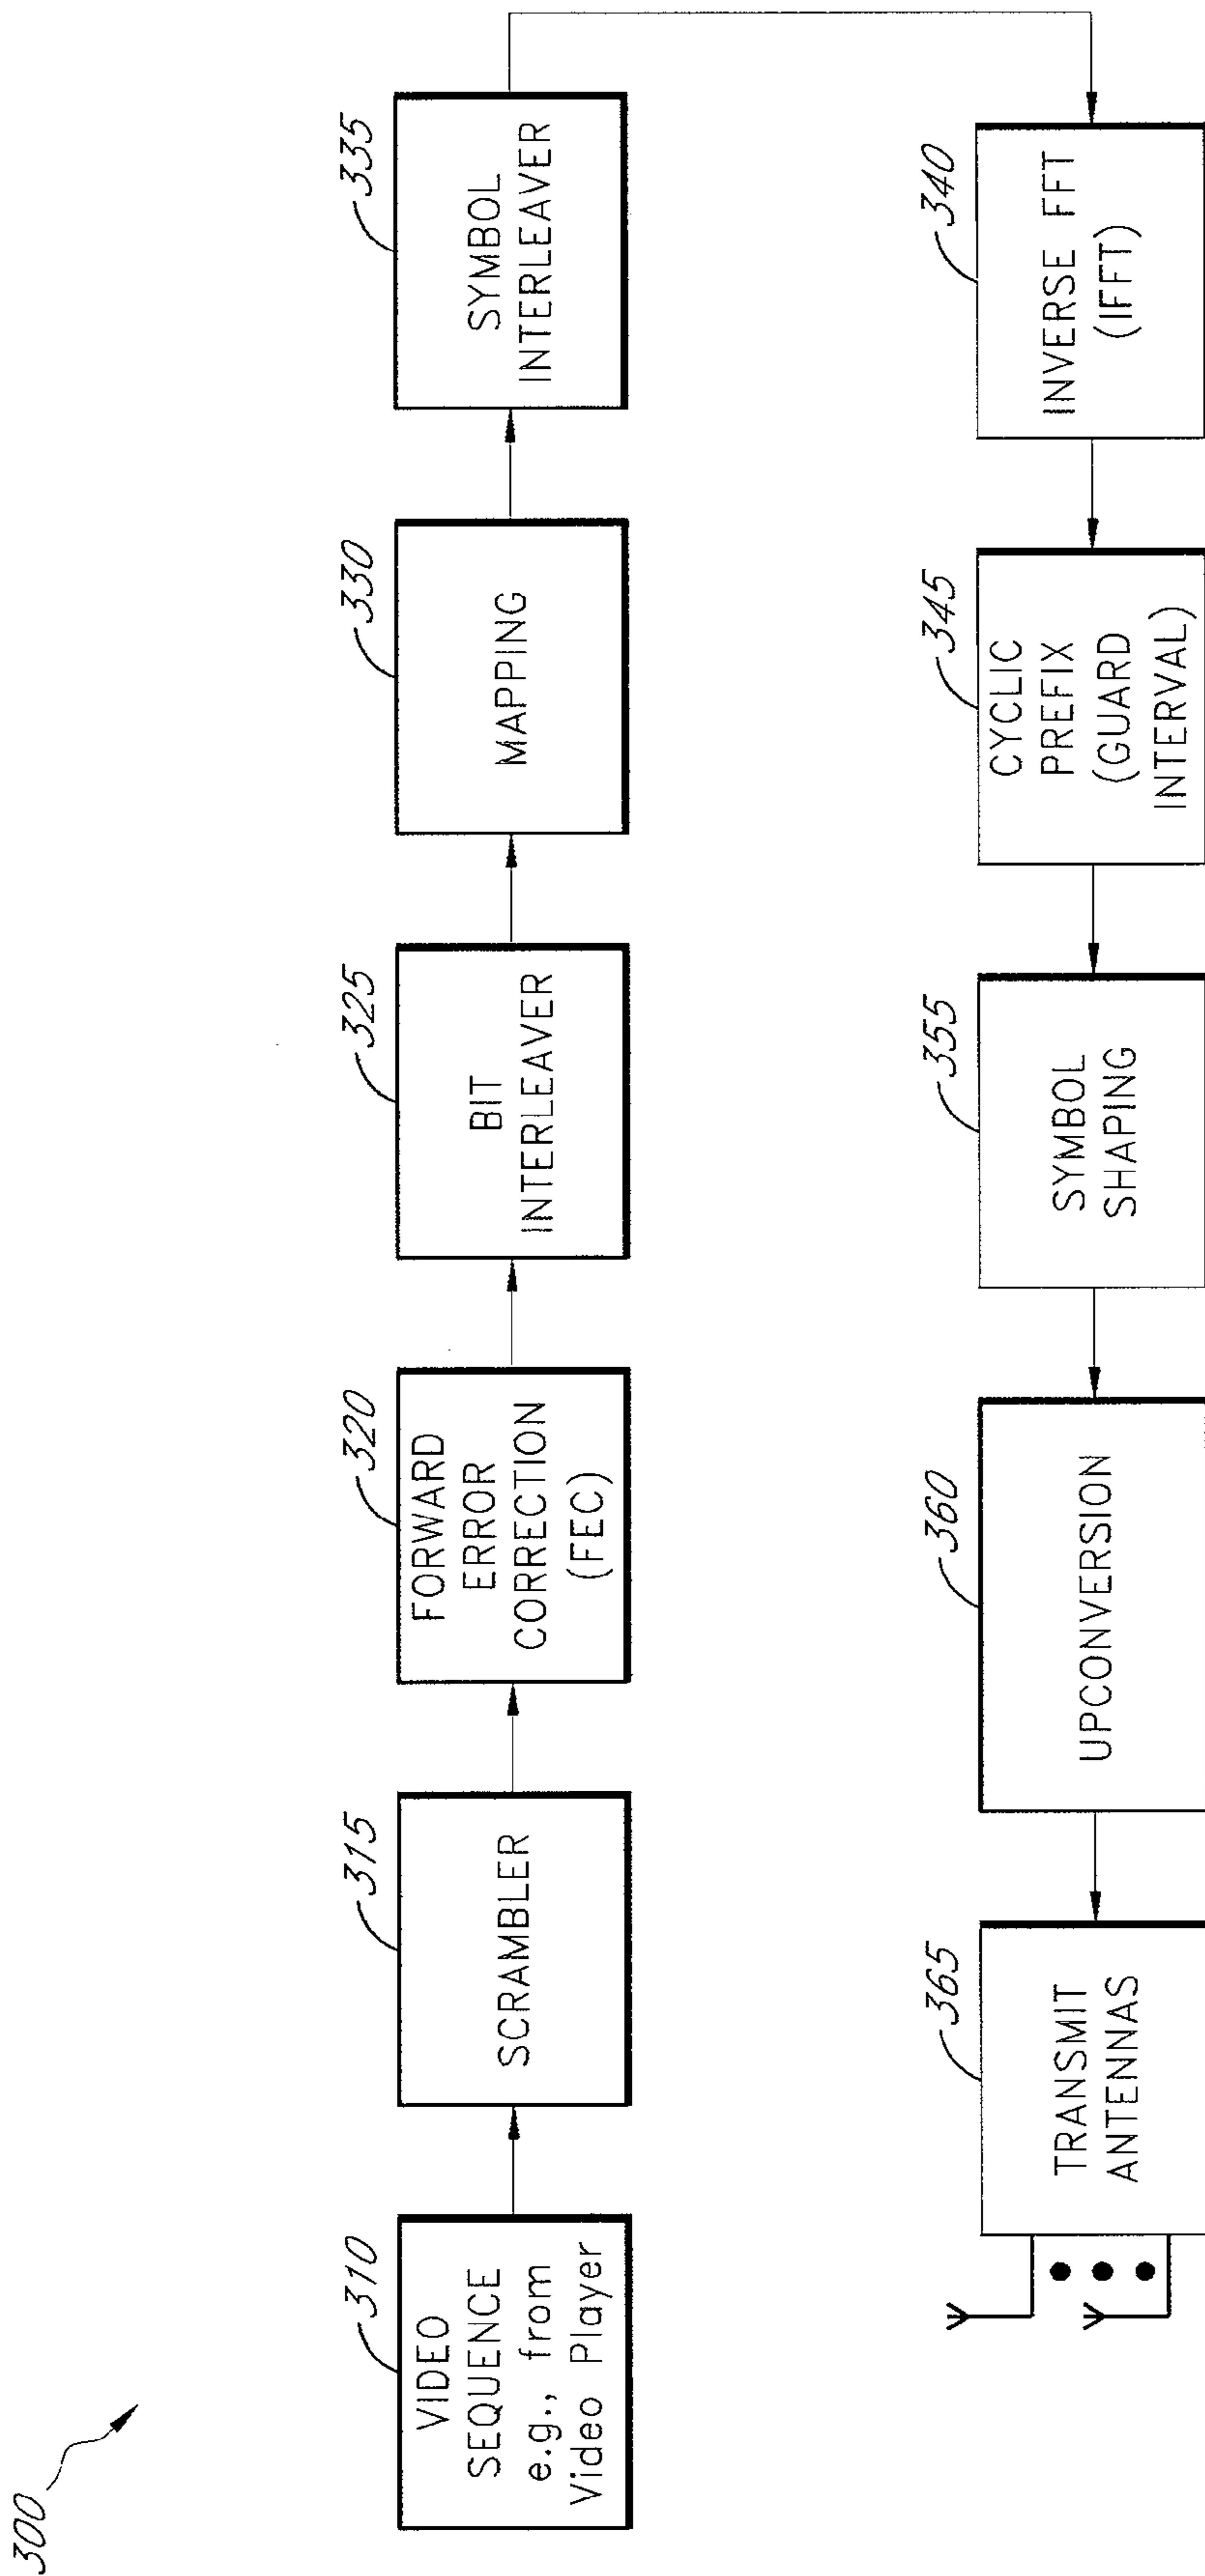 300
310
VIDEO
SEQUENCE
e.g., from
Video Player
315
SCRAMBLER
320
FORWARD
ERROR
CORRECTION
(FEC)
325
BIT
INTERLEAVER
330
MAPPING
335
SYMBOL
INTERLEAVER
340
INVERSE FFT
(IFFT)
345
CYCLIC
PREFIX
(GUARD
INTERVAL)
355
SYMBOL
SHAPING
360
UPCONVERSION
365
TRANSMIT
ANTENNAS